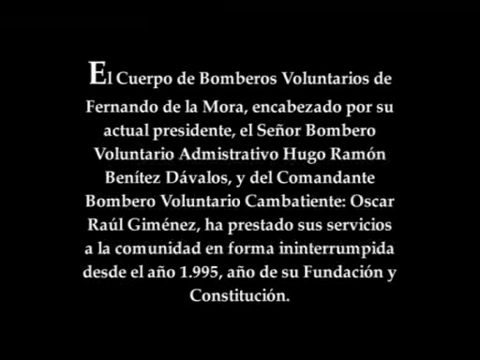 El Cuerpo de Bomberos Voluntarios de
Fernando de la Mora, encabezado por su
actual presidente, el Señor Bombero
Voluntario Admistrativo Hugo Ramón
Benítez Dávalos, y del Comandante
Bombero Voluntario Cambatiente: Oscar
Raúl Giménez, ha prestado sus servicios
a la comunidad en forma ininterrumpida
desde el año 1.995, año de su Fundación y
Constitución.